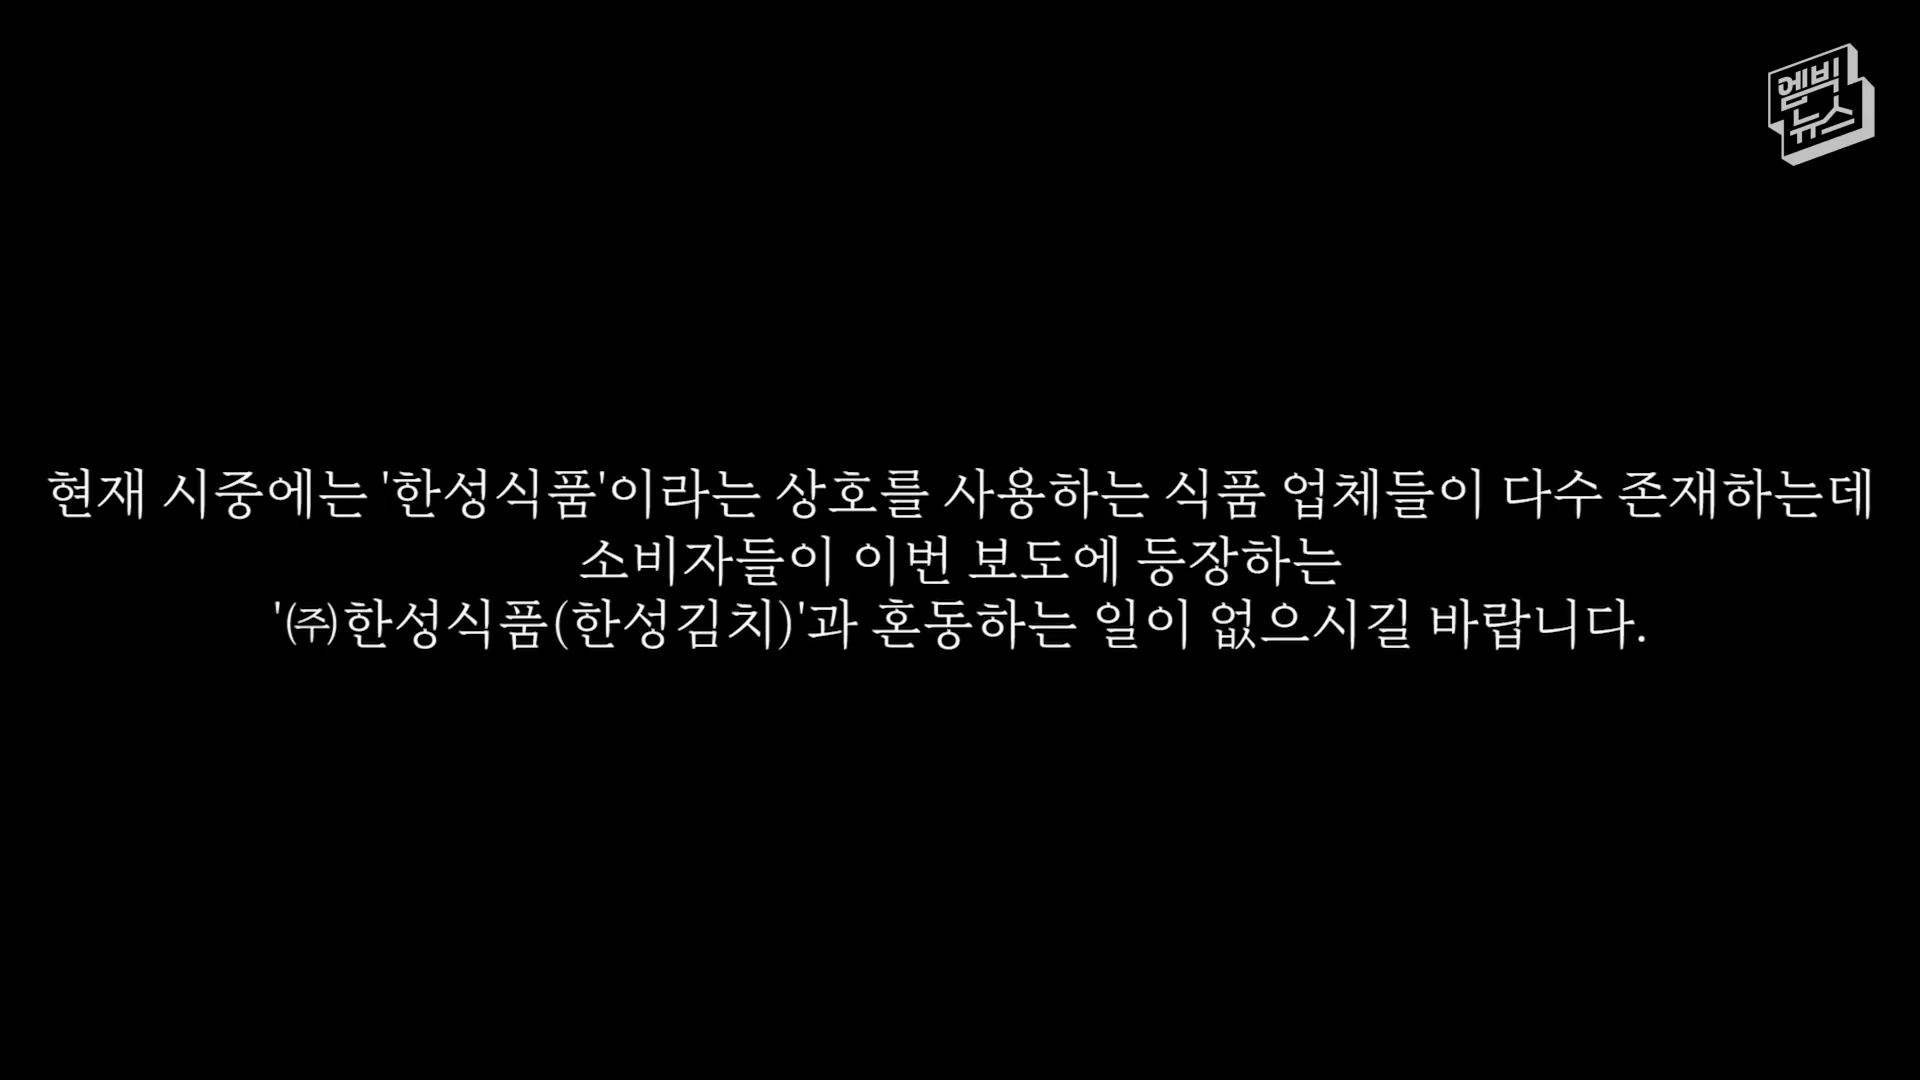 엠빅
뉴스
현재 시중에는 '한성식품'이라는 상호를 사용하는 식품 업체들이 다수 존재하는데
소비자들이 이번 보도에 등장하는
'㈜한성식품(한성김치)'과 혼동하는 일이 없으시길 바랍니다.